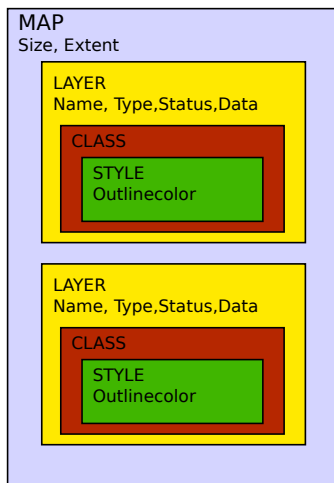 MAP
Size, Extent
LAYER
Name, Type,Status,Data
CLASS
STYLE
Outlinecolor
LAYER
Name, Type,Status,Data
CLASS
STYLE
Outlinecolor